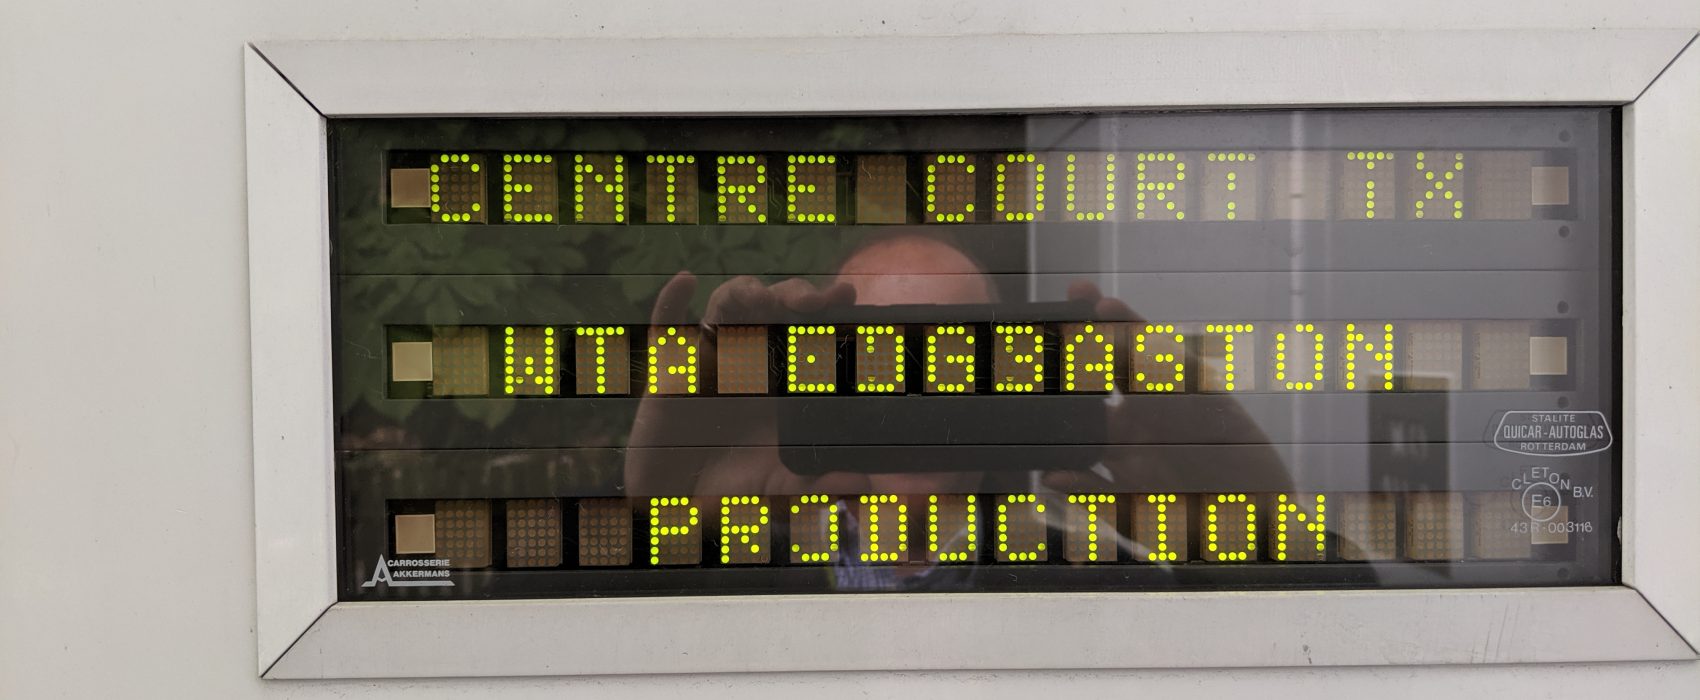 CENTRE COURT TX
WTA EDGBASTON
PRODUCTION
STALITE
QUICAR-AUTOGLAS
ROTTERDAM
CLETON B.V.
E6
43R-003116
CARROSSERIE
AKKERMANS